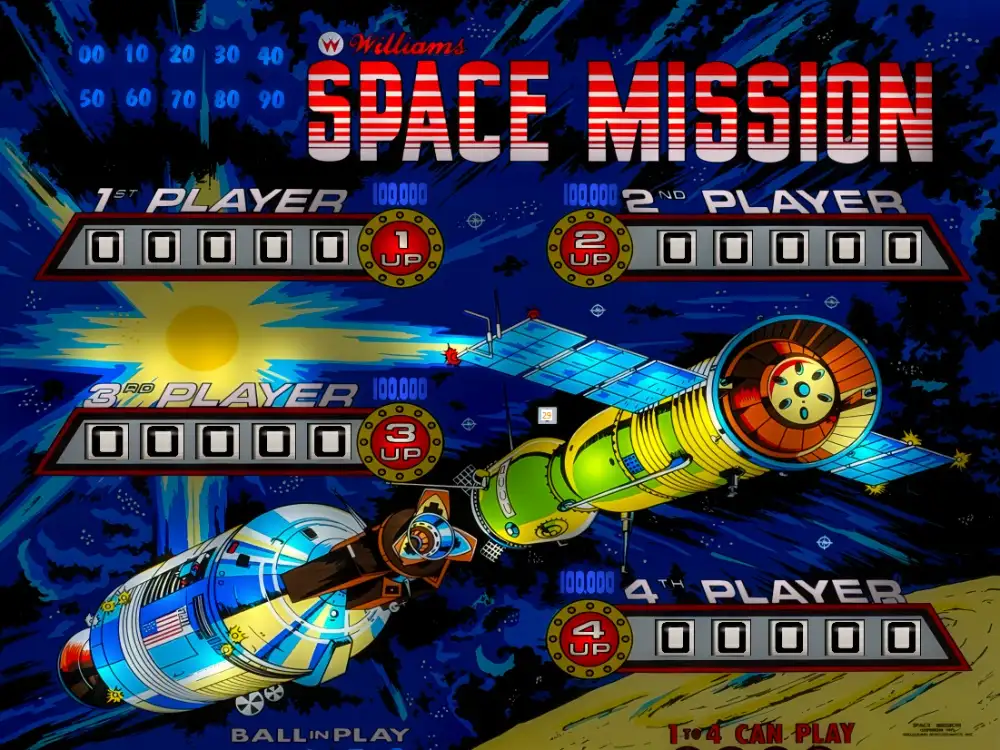 00 10 20 30 40
50 60 70 80 90
W Williams
SPACE MISSION
1ST PLAYER 100,000
0 0 0 0 0 1 UP
100,000 2ND PLAYER
2 UP 0 0 0 0 0
3RD PLAYER 100,000
0 0 0 0 0 3 UP
29
100,000 4TH PLAYER
4 UP 0 0 0 0 0
BALL IN PLAY
1 TO 4 CAN PLAY
SPACE MISSION